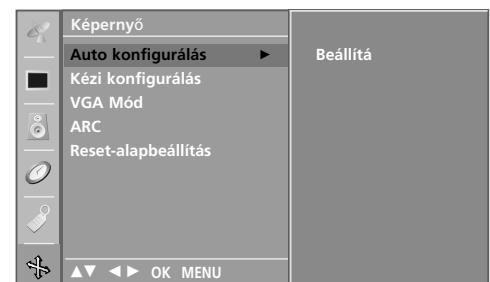 Képernyő
Auto konfigurálás ► Beállítá
Kézi konfigurálás
VGA Mód
ARC
Reset-alapbeállítás
▲▼ ◄► OK MENU